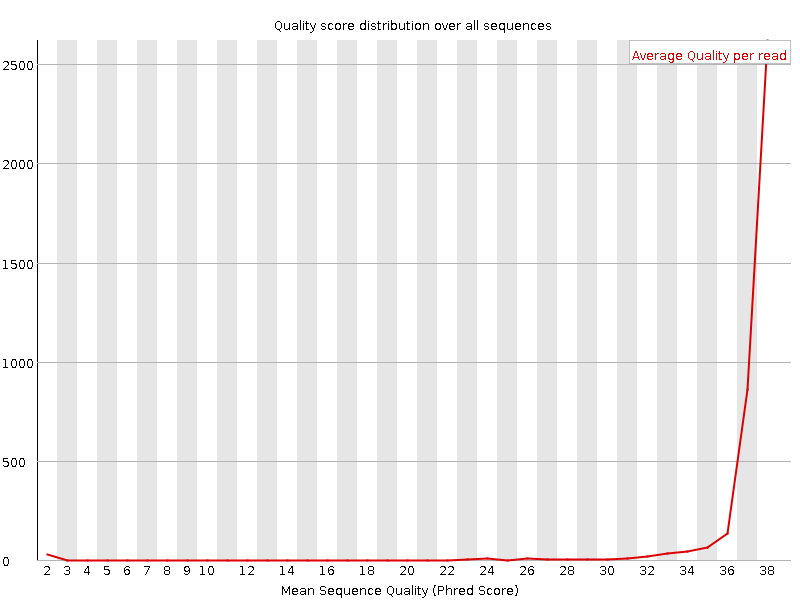 Quality score distribution over all sequences
Average Quality per read
2500
2000
1500
1000
500
0
2 3 4 5 6 7 8 9 10 12 14 16 18 20 22 24 26 28 30 32 34 36 38
Mean Sequence Quality (Phred Score)